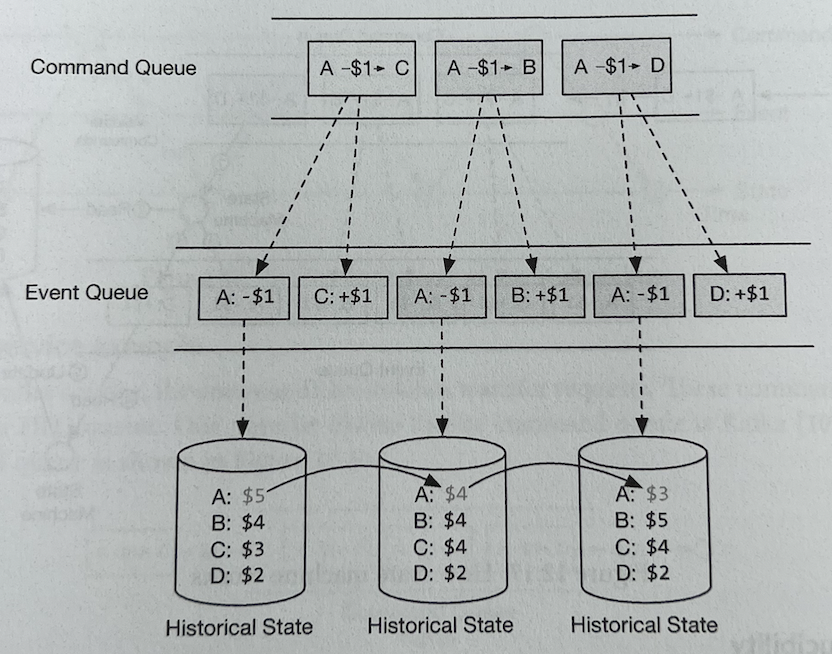 Command Queue
A -$1→ C
A -$1→ B
A -$1→ D
Event Queue
A: -$1
C: +$1
A: -$1
B: +$1
A: -$1
D: +$1
A: $5
B: $4
C: $3
D: $2
A: $4
B: $4
C: $4
D: $2
A: $3
B: $5
C: $4
D: $2
Historical State
Historical State
Historical State